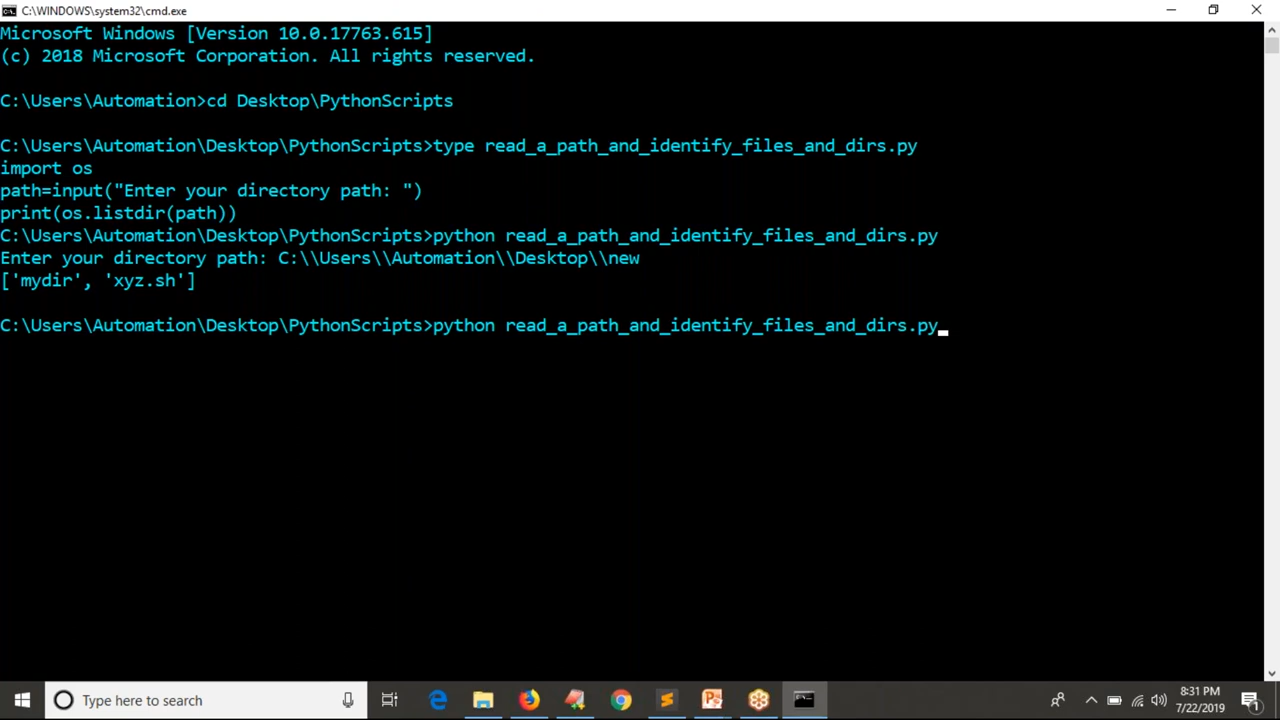 C:\WINDOWS\system32\cmd.exe
Microsoft Windows [Version 10.0.17763.615]
(c) 2018 Microsoft Corporation. All rights reserved.
C:\Users\Automation>cd Desktop\PythonScripts
C:\Users\Automation\Desktop\PythonScripts>type read_a_path_and_identify_files_and_dirs.py
import os
path=input("Enter your directory path: ")
print(os.listdir(path))
C:\Users\Automation\Desktop\PythonScripts>python read_a_path_and_identify_files_and_dirs.py
Enter your directory path: C:\\Users\\Automation\\Desktop\\new
['mydir', 'xyz.sh']
C:\Users\Automation\Desktop\PythonScripts>python read_a_path_and_identify_files_and_dirs.py
Type here to search
8:31 PM
7/22/2019